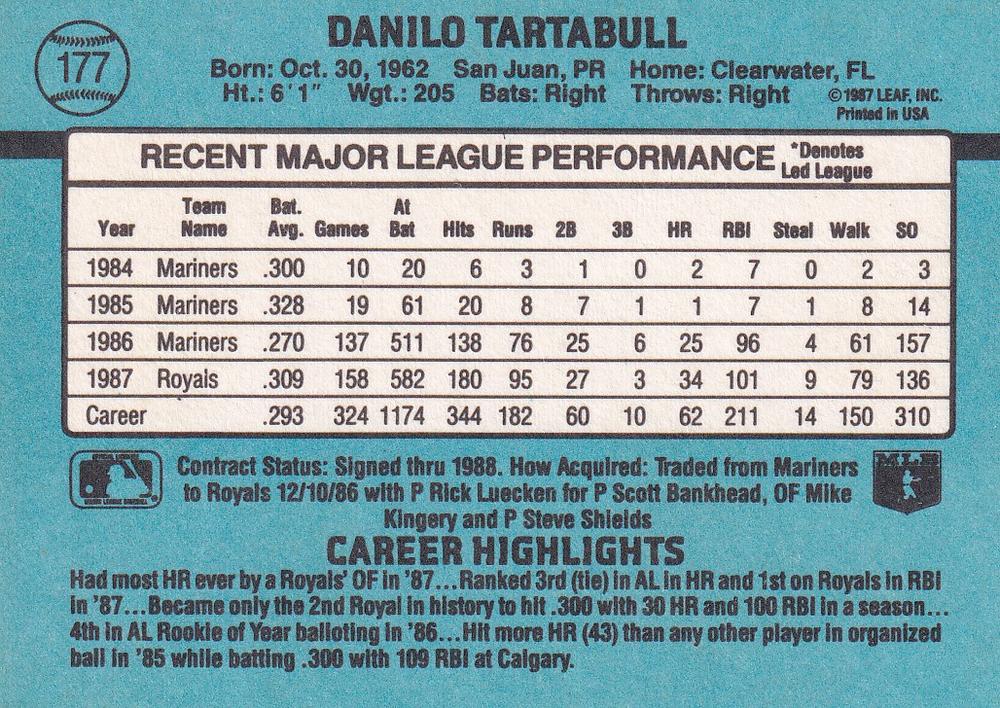 DANILO TARTABULL
177
Born: Oct. 30, 1962 San Juan, PR Home: Clearwater, FL
Ht.: 6'1" Wgt.: 205 Bats: Right Throws: Right ©1987 LEAF, INC.
Printed in USA
RECENT MAJOR LEAGUE PERFORMANCE *Denotes
Led League
Year Team Name Bat. Avg. Games At Bat Hits Runs 2B 3B HR RBI Steal Walk SO
1984 Mariners .300 10 20 6 3 1 0 2 7 0 2 3
1985 Mariners .328 19 61 20 8 7 1 1 7 1 8 14
1986 Mariners .270 137 511 138 76 25 6 25 96 4 61 157
1987 Royals .309 158 582 180 95 27 3 34 101 9 79 136
Career .293 324 1174 344 182 60 10 62 211 14 150 310
Contract Status: Signed thru 1988. How Acquired: Traded from Mariners
to Royals 12/10/86 with P Rick Luecken for P Scott Bankhead, OF Mike
Kingery and P Steve Shields
CAREER HIGHLIGHTS
Had most HR ever by a Royals' OF in '87...Ranked 3rd (tie) in AL in HR and 1st on Royals in RBI
in '87...Became only the 2nd Royal in history to hit .300 with 30 HR and 100 RBI in a season...
4th in AL Rookie of Year balloting in '86...Hit more HR (43) than any other player in organized
ball in '85 while batting .300 with 109 RBI at Calgary.